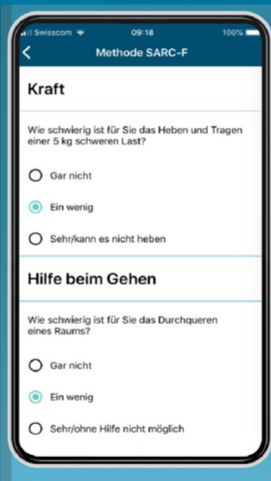 Swisscom 09:18 100%
Methode SARC-F
Kraft
Wie schwierig ist für Sie das Heben und Tragen
einer 5 kg schweren Last?
Gar nicht
Ein wenig
Sehr/kann es nicht heben
Hilfe beim Gehen
Wie schwierig ist für Sie das Durchqueren
eines Raums?
Gar nicht
Ein wenig
Sehr/ohne Hilfe nicht möglich